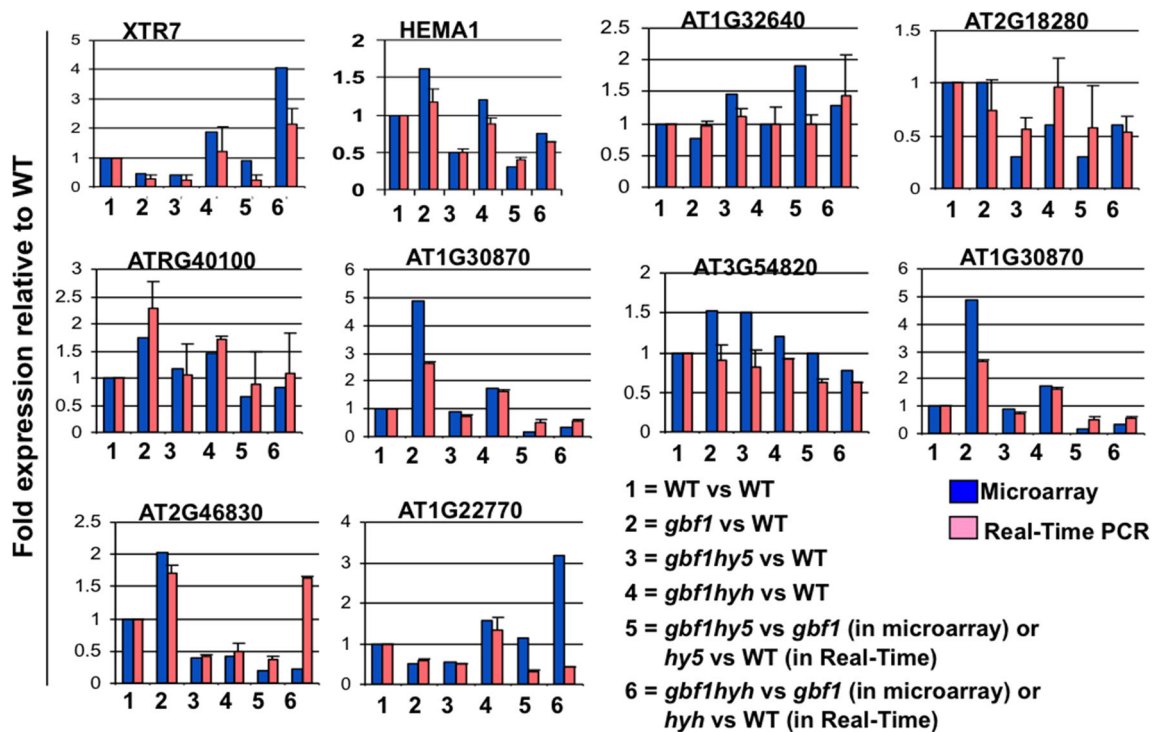 Fold expression relative to WT
XTR7
5
4
3
2
1
0
1 2 3 4 5 6
HEMA1
2
1.5
1
0.5
0
1 2 3 4 5 6
AT1G32640
2.5
2
1.5
1
0.5
0
1 2 3 4 5 6
AT2G18280
1.5
1
0.5
0
1 2 3 4 5 6
ATRG40100
3
2.5
2
1.5
1
0.5
0
1 2 3 4 5 6
AT1G30870
6
5
4
3
2
1
0
1 2 3 4 5 6
AT3G54820
2
1.5
1
0.5
0
1 2 3 4 5 6
AT1G30870
6
5
4
3
2
1
0
1 2 3 4 5 6
AT2G46830
2.5
2
1.5
1
0.5
0
1 2 3 4 5 6
AT1G22770
4
3
2
1
0
1 2 3 4 5 6
1 = WT vs WT
2 = gbf1 vs WT
3 = gbf1hy5 vs WT
4 = gbf1hyh vs WT
5 = gbf1hy5 vs gbf1 (in microarray) or
hy5 vs WT (in Real-Time)
6 = gbf1hyh vs gbf1 (in microarray) or
hyh vs WT (in Real-Time)
Microarray
Real-Time PCR